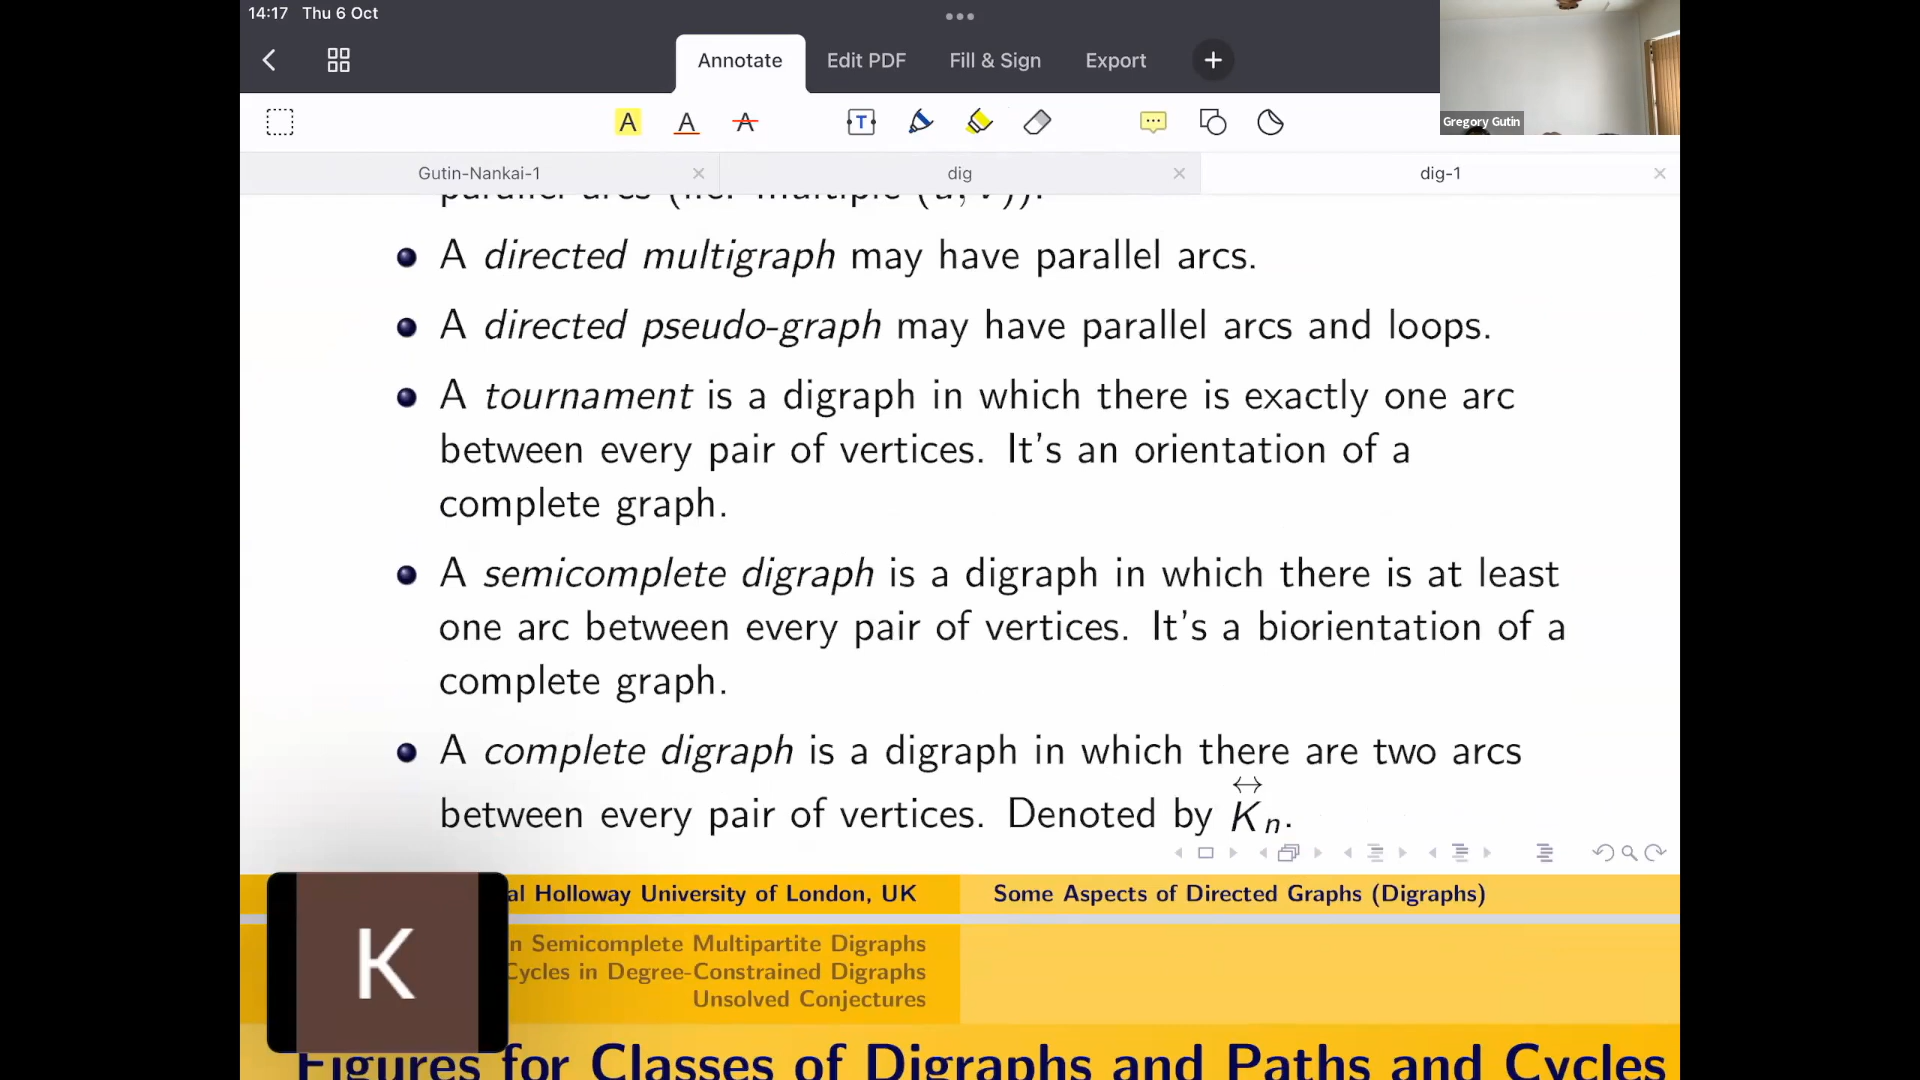 14:17 Thu 6 Oct
Annotate Edit PDF Fill & Sign Export
Gregory Gutin
A A A T
Gutin-Nankai-1 dig dig-1
parallel arcs (i.e. multiple (u, v)).
A directed multigraph may have parallel arcs.
A directed pseudo-graph may have parallel arcs and loops.
A tournament is a digraph in which there is exactly one arc
between every pair of vertices. It's an orientation of a
complete graph.
A semicomplete digraph is a digraph in which there is at least
one arc between every pair of vertices. It's a biorientation of a
complete graph.
A complete digraph is a digraph in which there are two arcs
between every pair of vertices. Denoted by K↔n.
al Holloway University of London, UK Some Aspects of Directed Graphs (Digraphs)
n Semicomplete Multipartite Digraphs
Cycles in Degree-Constrained Digraphs
Unsolved Conjectures
K
Figures for Classes of Digraphs and Paths and Cycles